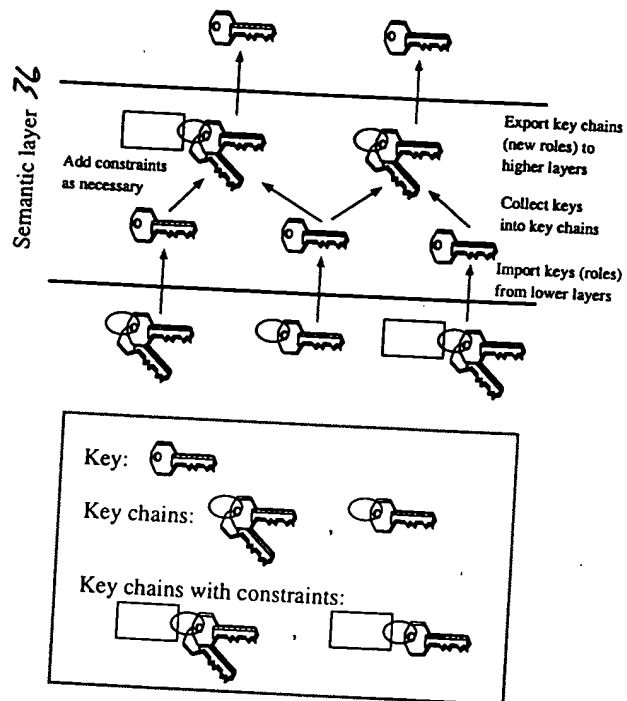 Semantic layer 36
Export key chains
(new roles) to
higher layers
Add constraints
as necessary
Collect keys
into key chains
Import keys (roles)
from lower layers
Key:
Key chains: ,
Key chains with constraints:
,